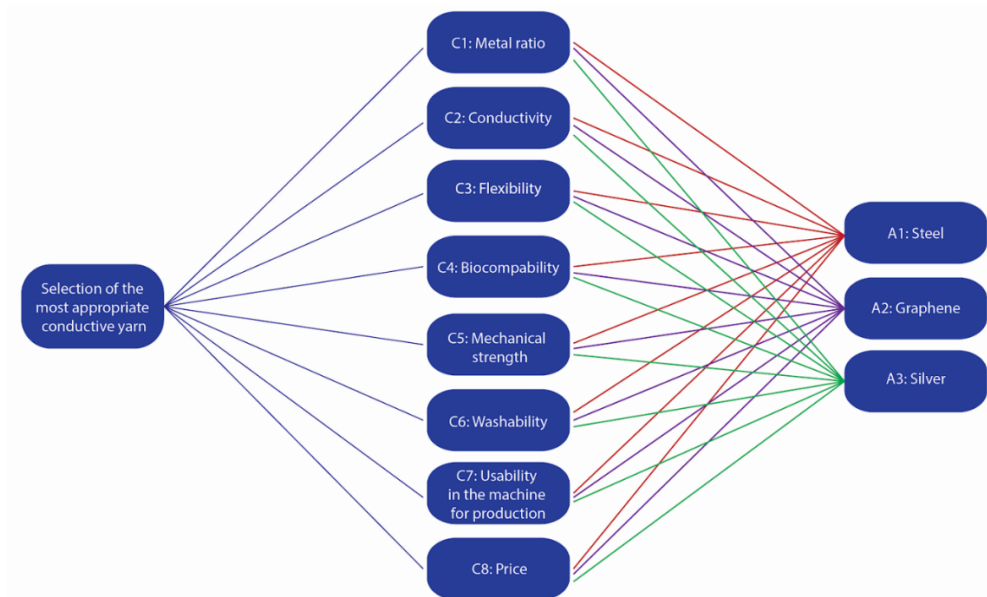 Selection of the
most appropriate
conductive yarn
C1: Metal ratio
C2: Conductivity
C3: Flexibility
C4: Biocompability
C5: Mechanical
strength
C6: Washability
C7: Usability
in the machine
for production
C8: Price
A1: Steel
A2: Graphene
A3: Silver